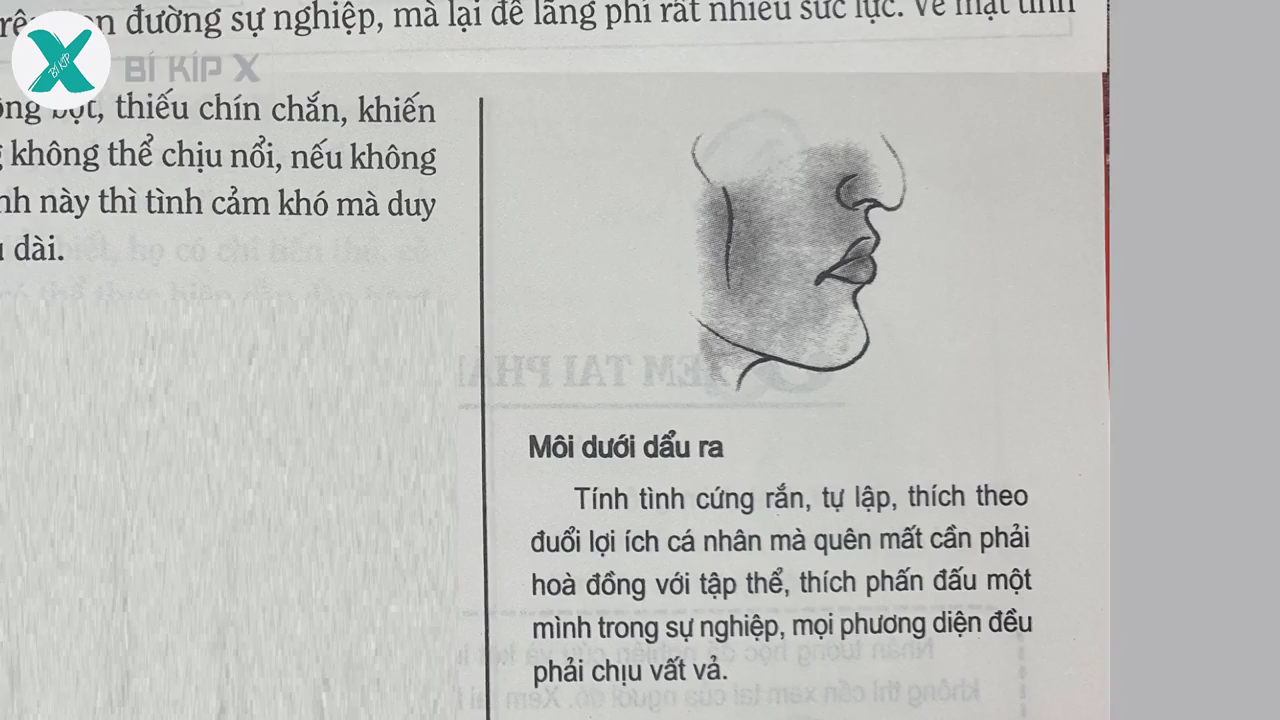 đường sự nghiệp, mà lại để lãng phí rất nhiều sức lực. Về mặt tình
BÍ KÍP
BÍ KÍP X
bột, thiếu chín chắn, khiến
không thể chịu nổi, nếu không
này thì tình cảm khó mà duy
dài.
Môi dưới dẩu ra
Tính tình cứng rắn, tự lập, thích theo
đuổi lợi ích cá nhân mà quên mất cần phải
hoà đồng với tập thể, thích phấn đấu một
mình trong sự nghiệp, mọi phương diện đều
phải chịu vất vả.